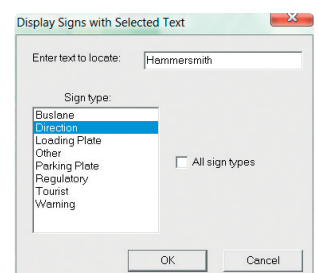 Display Signs with Selected Text
Enter text to locate: Hammersmith
Sign type:
Buslane
Direction
Loading Plate
Other
Parking Plate
Regulatory
Tourist
Warning
All sign types
OK Cancel